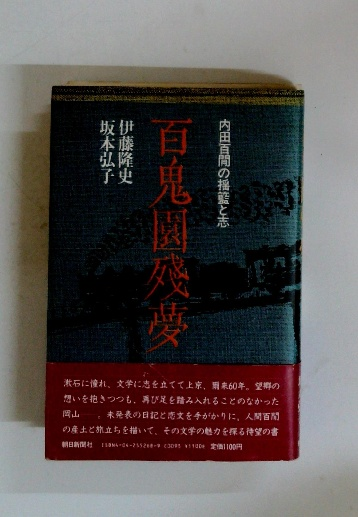 内田百閒の揺籃と志
百鬼園残夢
伊藤隆史
坂本弘子
漱石に憧れ、文学に志を立てて上京、爾来60年。望郷の
想いを抱きつつも、再び足を踏み入れることのなかった
岡山──。未発表の日記と恋文を手がかりに、人間百閒
の産土と旅立ちを描いて、その文学の魅力を探る待望の書
朝日新聞社 ISBN4-02-255268-9 C0095 ¥1100E 定価1100円